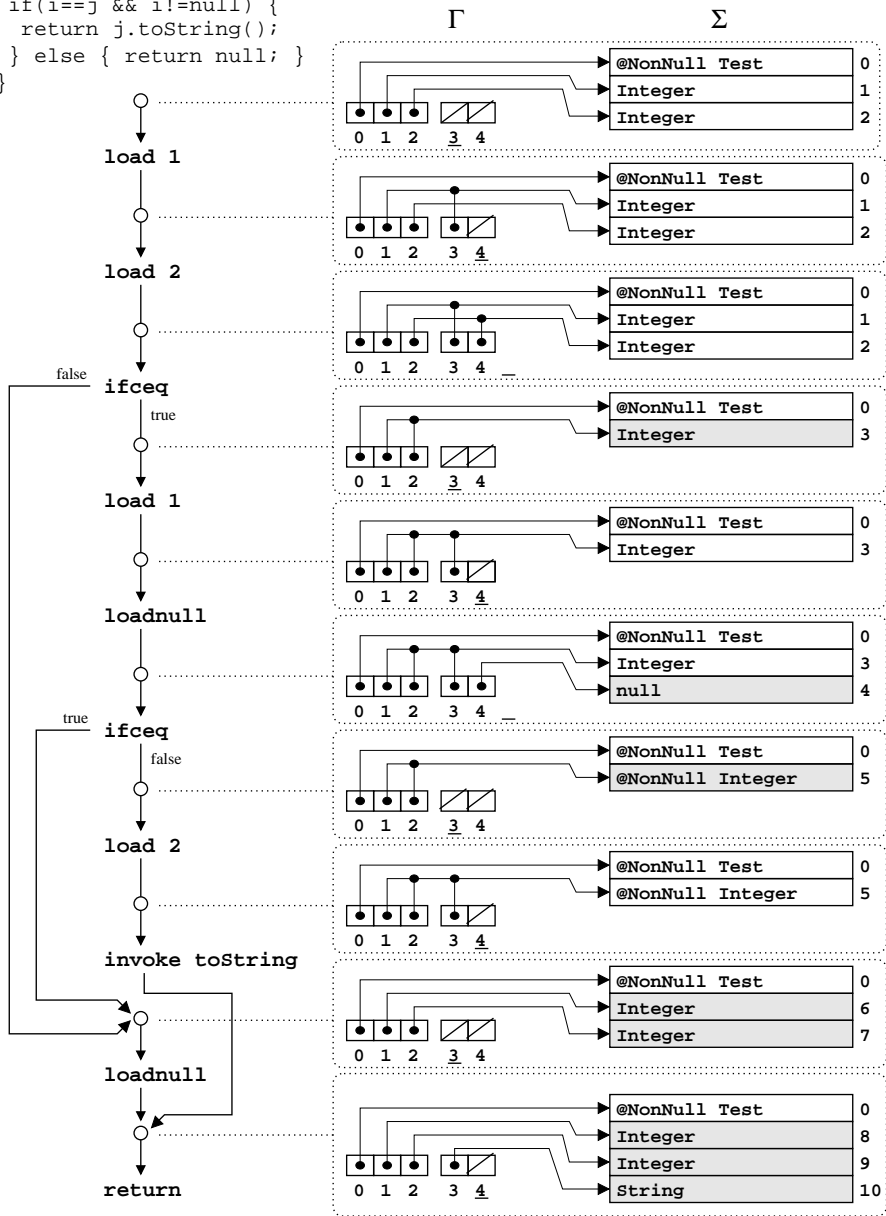 if(i==j && i!=null) {
return j.toString();
} else { return null; }
}
Γ Σ
@NonNull Test 0
Integer 1
Integer 2
0 1 2 3 4
load 1
@NonNull Test 0
Integer 1
Integer 2
0 1 2 3 4
load 2
@NonNull Test 0
Integer 1
Integer 2
0 1 2 3 4 _
false
ifceq
true
@NonNull Test 0
Integer 3
0 1 2 3 4
load 1
@NonNull Test 0
Integer 3
0 1 2 3 4
loadnull
@NonNull Test 0
Integer 3
null 4
0 1 2 3 4 _
true
ifceq
false
@NonNull Test 0
@NonNull Integer 5
0 1 2 3 4
load 2
@NonNull Test 0
@NonNull Integer 5
0 1 2 3 4
invoke toString
@NonNull Test 0
Integer 6
Integer 7
0 1 2 3 4
loadnull
@NonNull Test 0
Integer 8
Integer 9
String 10
0 1 2 3 4
return